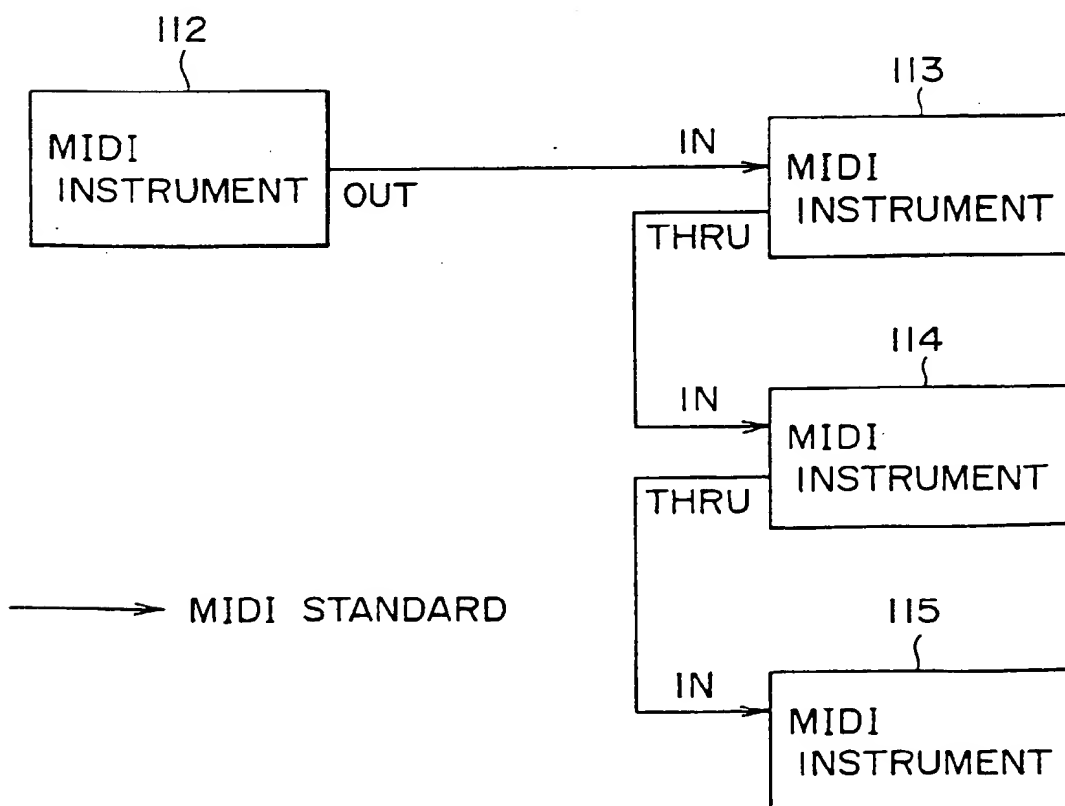 112
MIDI
INSTRUMENT
OUT
113
IN
MIDI
INSTRUMENT
THRU
114
IN
MIDI
INSTRUMENT
THRU
MIDI STANDARD
115
IN
MIDI
INSTRUMENT